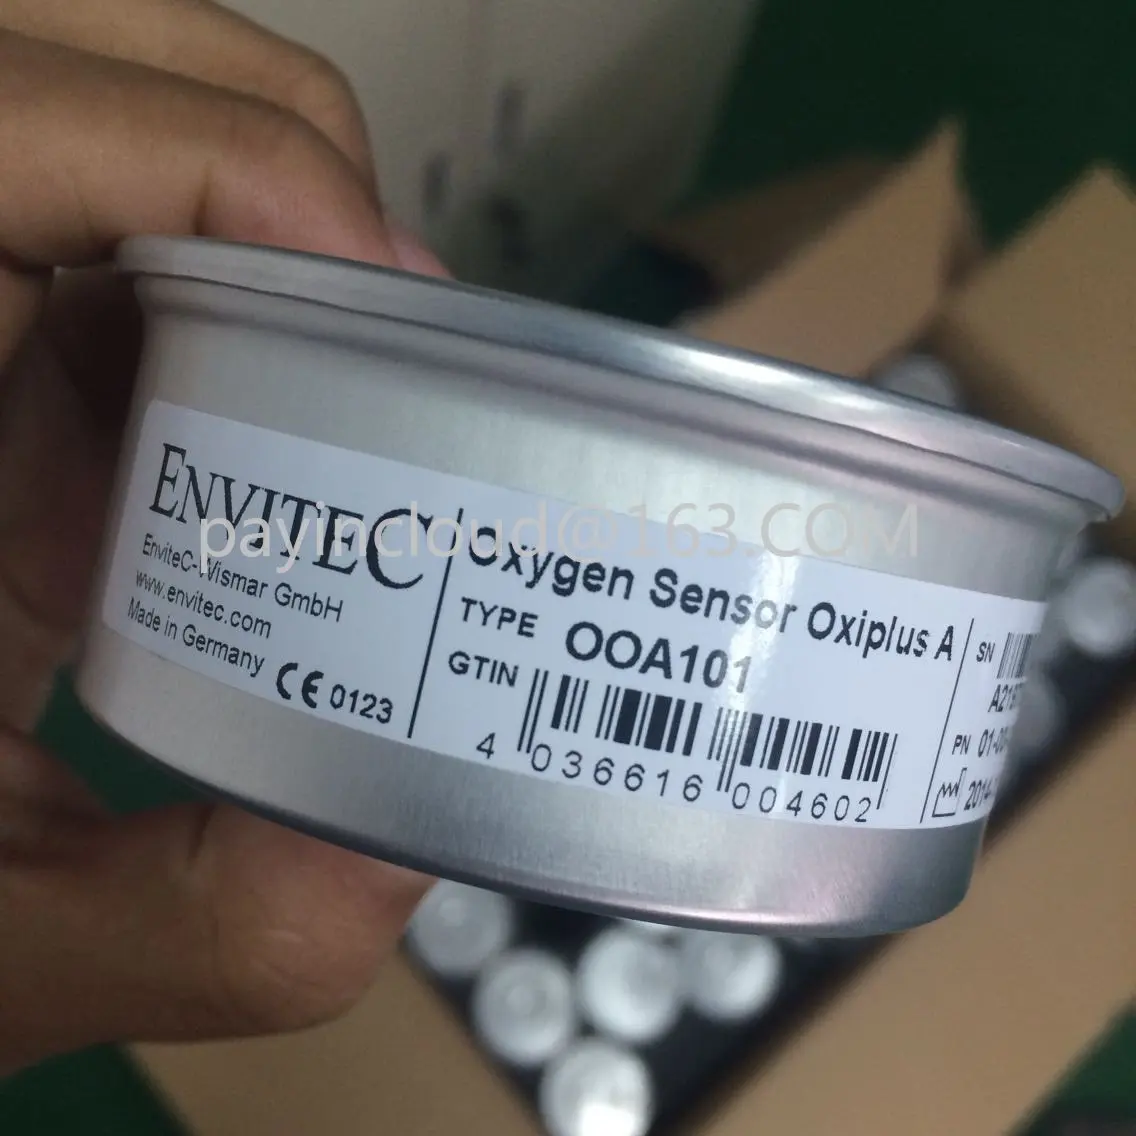 ENVITEC
EnviteC-Wismar GmbH
www.envitec.com
Made in Germany
CE 0123
Oxygen Sensor Oxiplus A
TYPE OOA101
GTIN
4 036616 004602
SN
PN
payincloud@163.COM